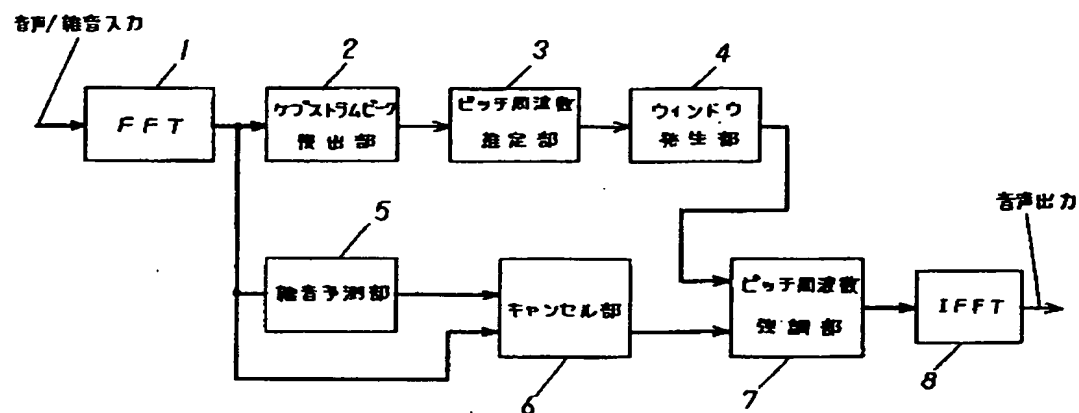 音声/雑音入力
1
2
3
4
FFT
ケプストラムピーク
検出部
ピッチ周波数
推定部
ウィンドウ
発生部
音声出力
5
雑音予測部
キャンセル部
ピッチ周波数
強調部
IFFT
6
7
8